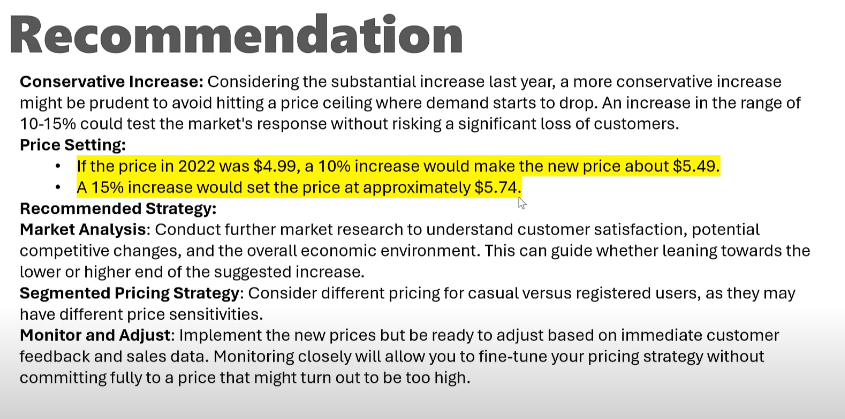 Recommendation
Conservative Increase: Considering the substantial increase last year, a more conservative increase
might be prudent to avoid hitting a price ceiling where demand starts to drop. An increase in the range of
10-15% could test the market's response without risking a significant loss of customers.
Price Setting:
• If the price in 2022 was $4.99, a 10% increase would make the new price about $5.49.
• A 15% increase would set the price at approximately $5.74.
Recommended Strategy:
Market Analysis: Conduct further market research to understand customer satisfaction, potential
competitive changes, and the overall economic environment. This can guide whether leaning towards the
lower or higher end of the suggested increase.
Segmented Pricing Strategy: Consider different pricing for casual versus registered users, as they may
have different price sensitivities.
Monitor and Adjust: Implement the new prices but be ready to adjust based on immediate customer
feedback and sales data. Monitoring closely will allow you to fine-tune your pricing strategy without
committing fully to a price that might turn out to be too high.